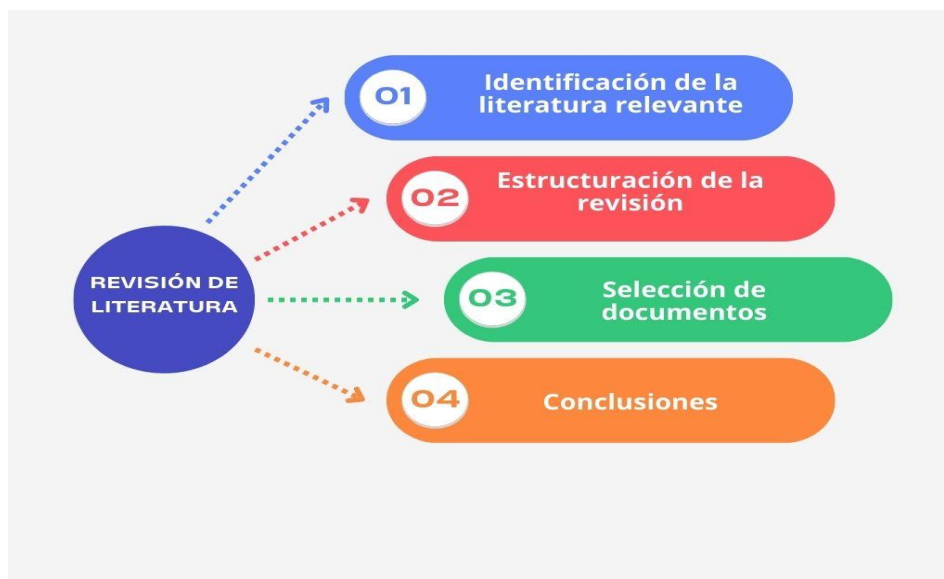 01
Identificación de la
literatura relevante
02
Estructuración de la
revisión
REVISIÓN DE
LITERATURA
03
Selección de
documentos
04
Conclusiones